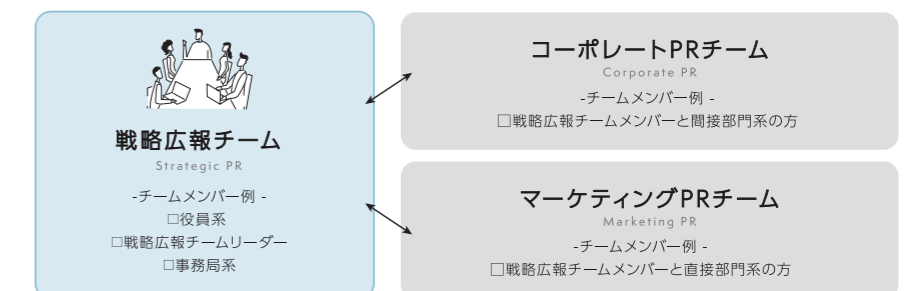 戦略広報チーム
Strategic PR
-チームメンバー例 -
□役員系
□戦略広報チームリーダー
□事務局系
コーポレートPRチーム
Corporate PR
-チームメンバー例 -
□戦略広報チームメンバーと間接部門系の方
マーケティングPRチーム
Marketing PR
-チームメンバー例 -
□戦略広報チームメンバーと直接部門系の方